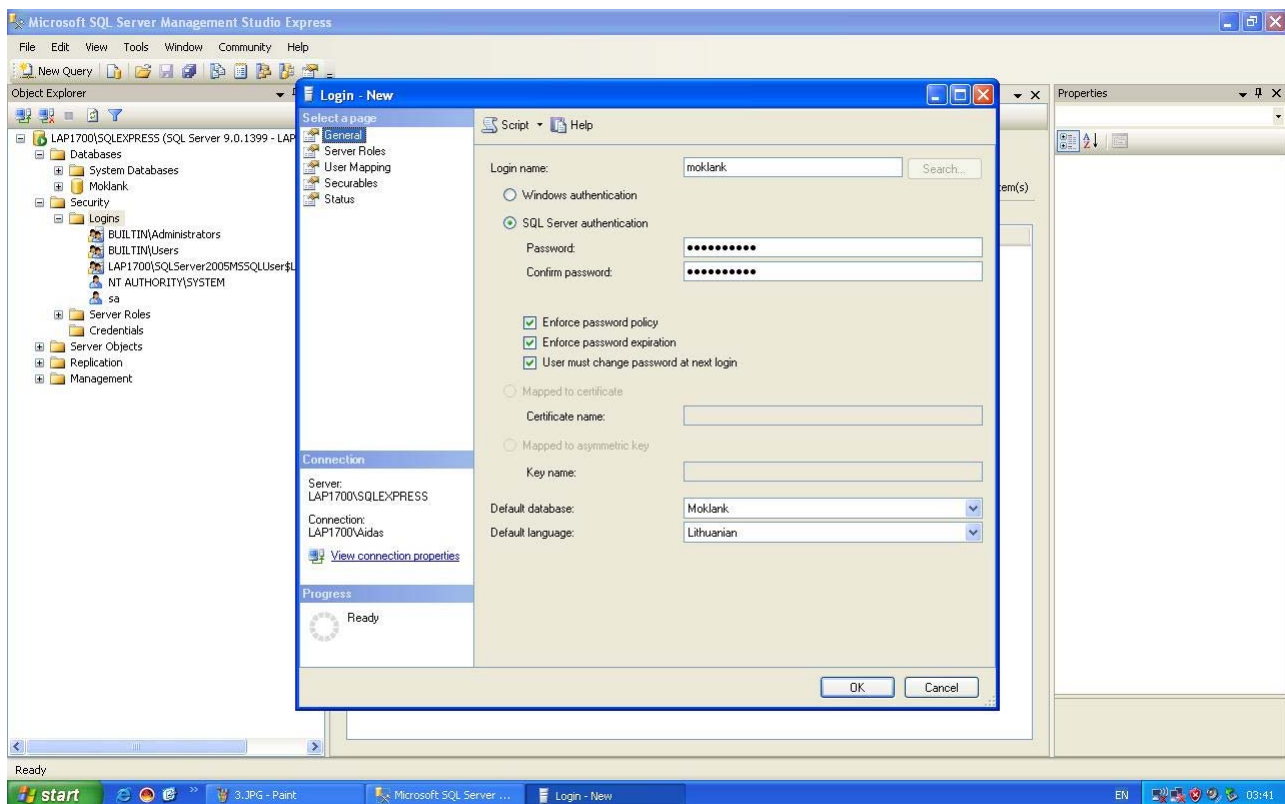 Microsoft SQL Server Management Studio Express
File Edit View Tools Window Community Help
New Query
Object Explorer
LAP1700\SQLEXPRESS (SQL Server 9.0.1399 - LAP
Databases
System Databases
Moklank
Security
Logins
BUILTIN\Administrators
BUILTIN\Users
LAP1700\SQLServer2005MSSQLUser$L
NT AUTHORITY\SYSTEM
sa
Server Roles
Credentials
Server Objects
Replication
Management
Login - New
Select a page
General
Server Roles
User Mapping
Securables
Status
Connection
Server:
LAP1700\SQLEXPRESS
Connection:
LAP1700\Aidas
View connection properties
Progress
Ready
Script Help
Login name: moklank Search...
Windows authentication
SQL Server authentication
Password: ●●●●●●●●●●
Confirm password: ●●●●●●●●●●
Enforce password policy
Enforce password expiration
User must change password at next login
Mapped to certificate
Certificate name:
Mapped to asymmetric key
Key name:
Default database: Moklank
Default language: Lithuanian
OK Cancel
em(s)
Properties
Ready
start 3.JPG - Paint Microsoft SQL Server ... Login - New EN 03:41